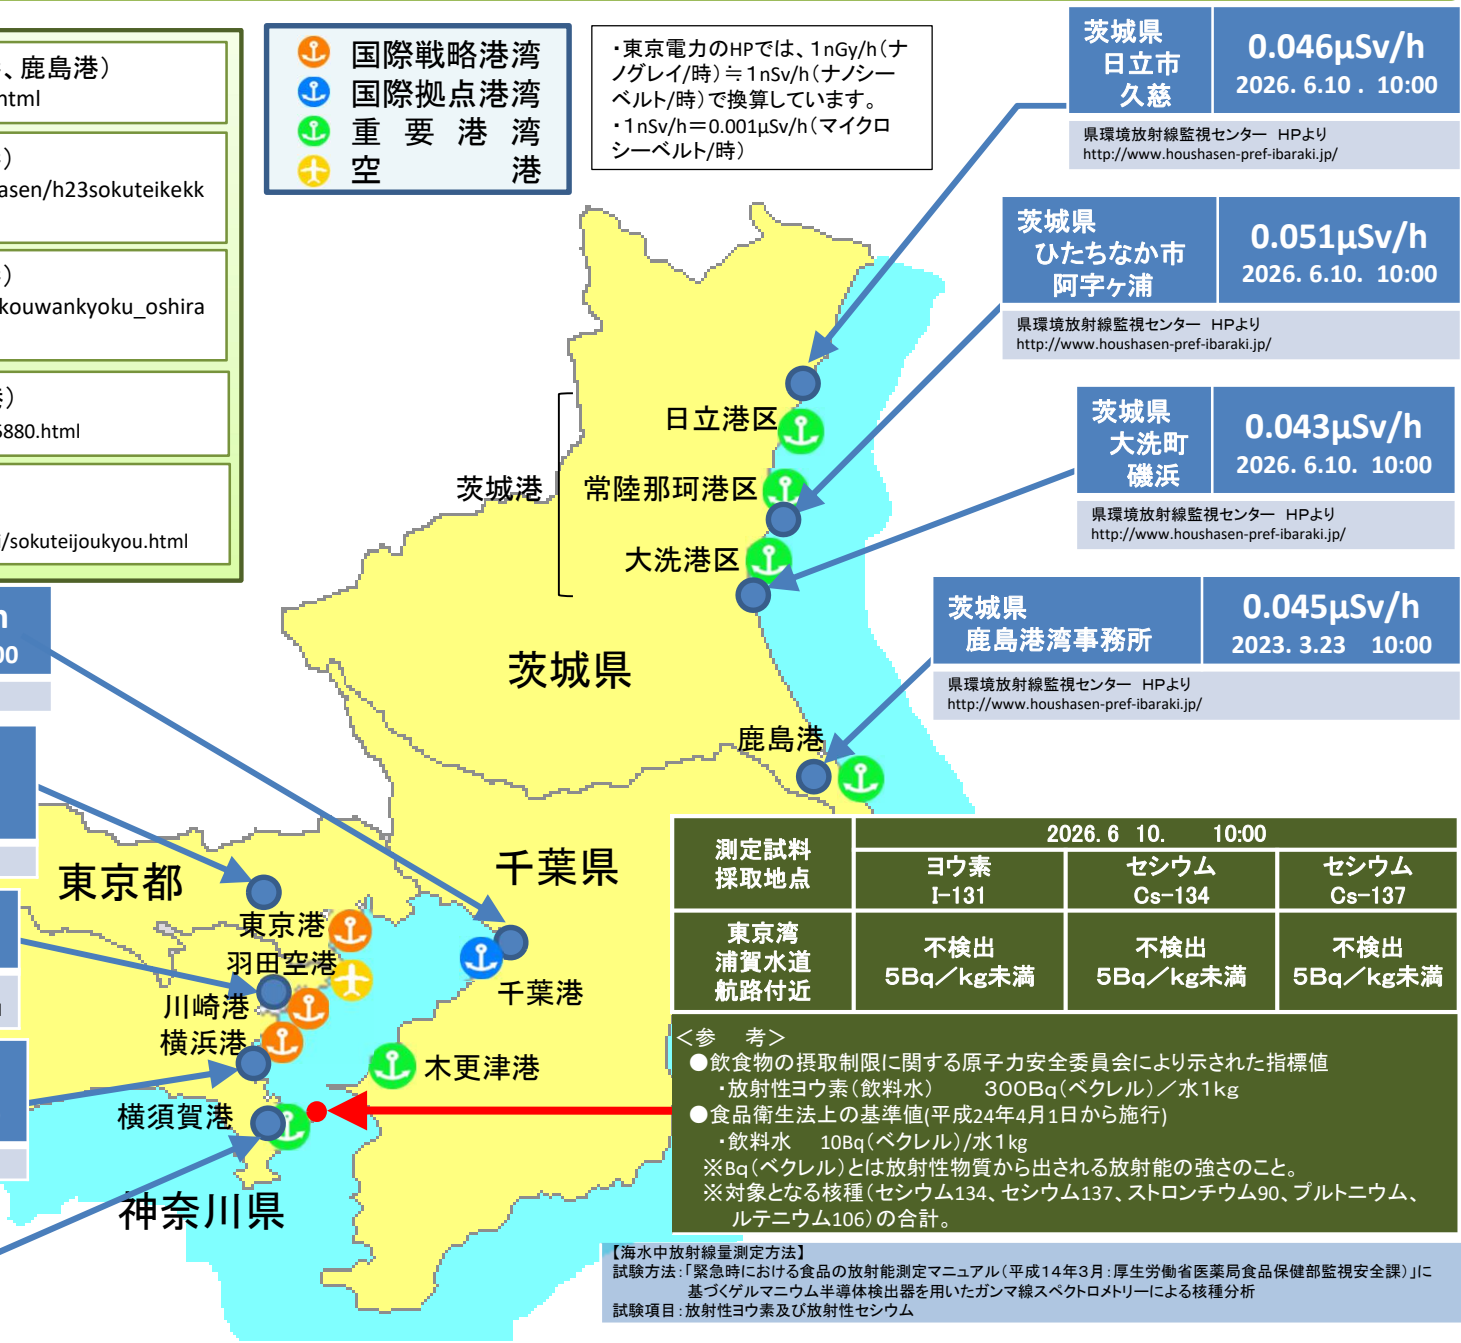 、鹿島港）
html
）
asen/h23sokuteikekk
）
kouwankyoku_oshira
港）
5880.html
i/sokuteijoukyou.html
国際戦略港湾
国際拠点港湾
重　要　港　湾
空　　　　　港
・東京電力のHPでは、1nGy/h（ナ
ノグレイ/時）≒1nSv/h（ナノシー
ベルト/時）で換算しています。
・1nSv/h＝0.001μSv/h（マイクロ
シーベルト/時）
茨城県
日立市
久慈
0.046μSv/h
2026. 6.10 . 10:00
県環境放射線監視センター HPより
http://www.houshasen-pref-ibaraki.jp/
茨城県
ひたちなか市
阿字ヶ浦
0.051μSv/h
2026. 6.10. 10:00
県環境放射線監視センター HPより
http://www.houshasen-pref-ibaraki.jp/
茨城県
大洗町
磯浜
0.043μSv/h
2026. 6.10. 10:00
県環境放射線監視センター HPより
http://www.houshasen-pref-ibaraki.jp/
茨城県
鹿島港湾事務所
0.045μSv/h
2023. 3.23 10:00
県環境放射線監視センター HPより
http://www.houshasen-pref-ibaraki.jp/
日立港区
茨城港
常陸那珂港区
大洗港区
茨城県
鹿島港
h
00
東京都
千葉県
東京港
羽田空港
川崎港
横浜港
千葉港
木更津港
横須賀港
神奈川県
測定試料
採取地点
2026. 6 10. 10:00
ヨウ素
I-131
セシウム
Cs-134
セシウム
Cs-137
東京湾
浦賀水道
航路付近
不検出
5Bq／kg未満
不検出
5Bq／kg未満
不検出
5Bq／kg未満
＜参　考＞
●飲食物の摂取制限に関する原子力安全委員会により示された指標値
・放射性ヨウ素（飲料水）　300Bq（ベクレル）／水1kg
●食品衛生法上の基準値(平成24年4月1日から施行)
・飲料水　10Bq（ベクレル）/水1kg
※Bq（ベクレル）とは放射性物質から出される放射能の強さのこと。
※対象となる核種（セシウム134、セシウム137、ストロンチウム90、プルトニウム、
ルテニウム106）の合計。
【海水中放射線量測定方法】
試験方法：「緊急時における食品の放射能測定マニュアル（平成14年3月：厚生労働省医薬局食品保健部監視安全課）」に
基づくゲルマニウム半導体検出器を用いたガンマ線スペクトロメトリーによる核種分析
試験項目：放射性ヨウ素及び放射性セシウム